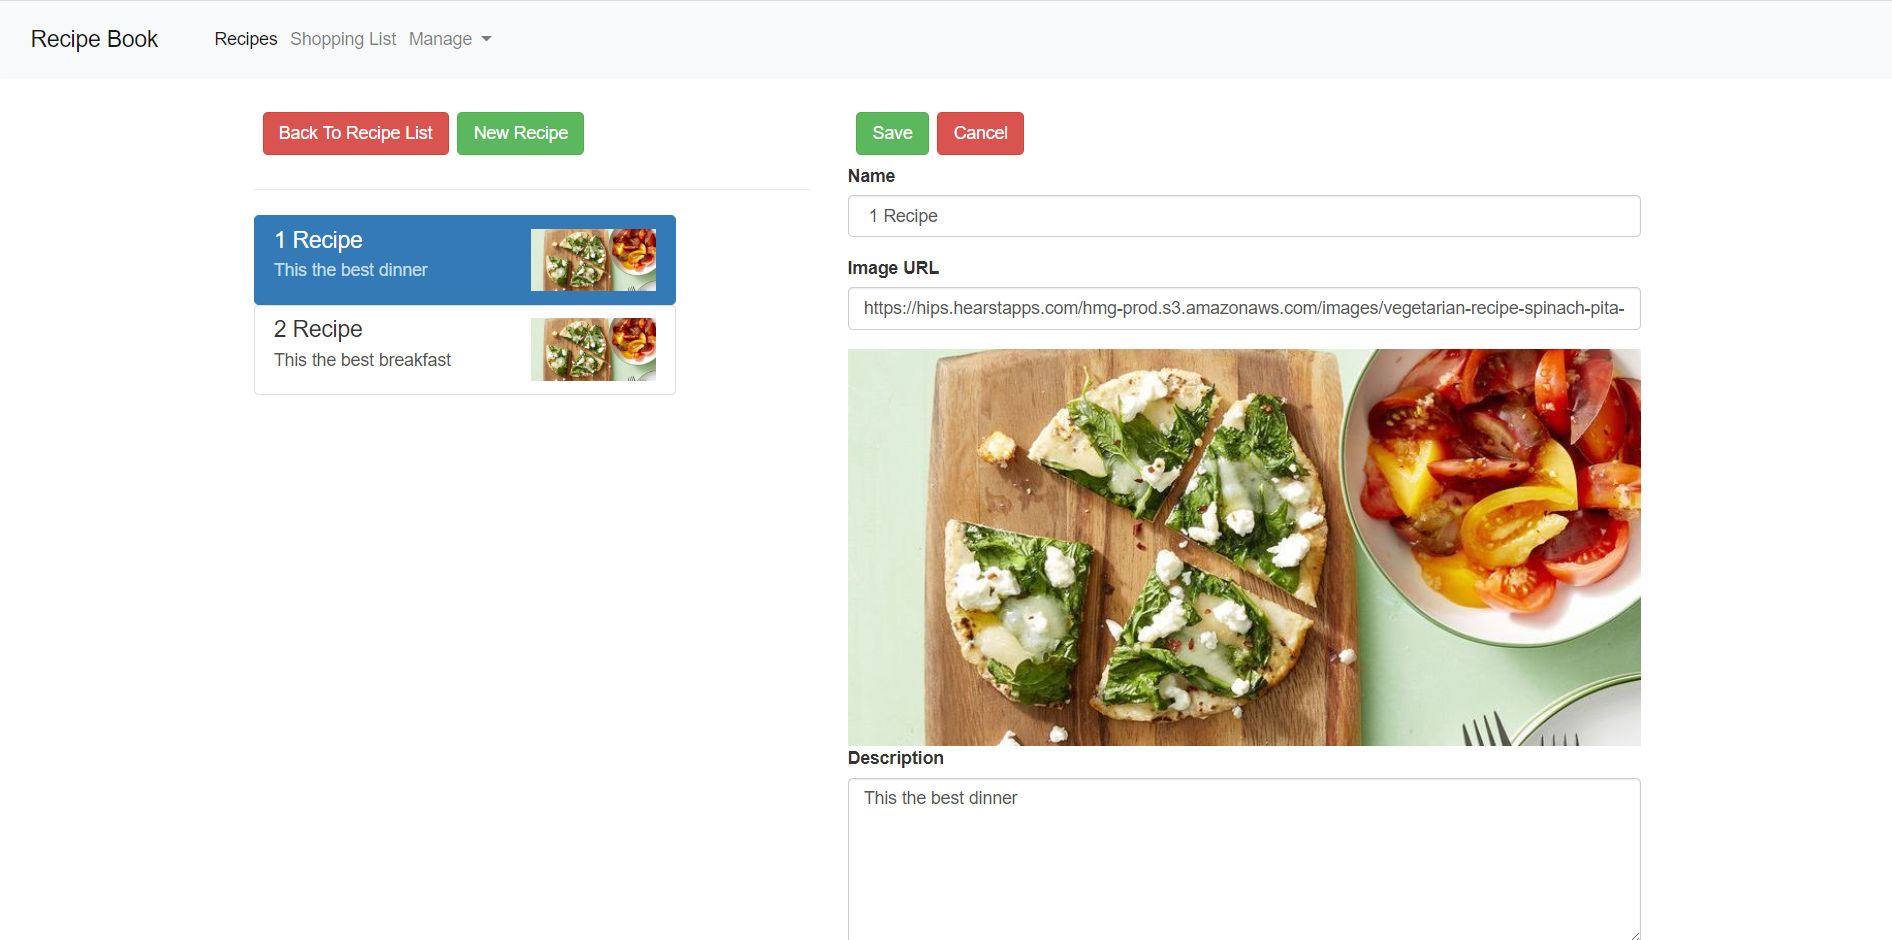 Recipe Book
Recipes Shopping List Manage
Back To Recipe List New Recipe
1 Recipe
This the best dinner
2 Recipe
This the best breakfast
Save Cancel
Name
1 Recipe
Image URL
https://hips.hearstapps.com/hmg-prod.s3.amazonaws.com/images/vegetarian-recipe-spinach-pita-
Description
This the best dinner